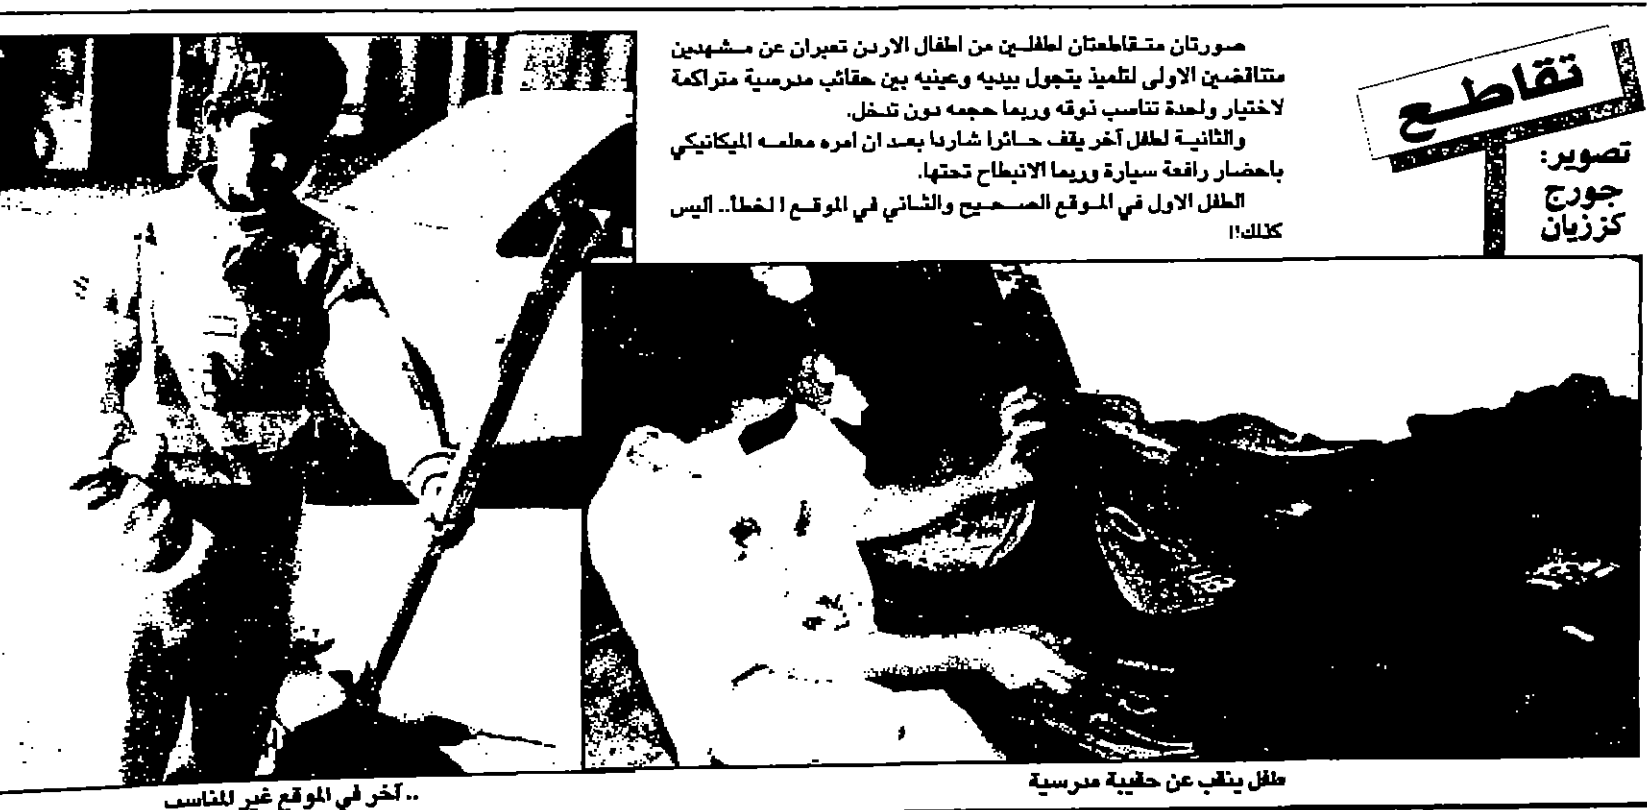 تقاطع
تصوير:
جورج
كززيان
صورتان متقاطعتان لطفلين من اطفال الاردن تعبران عن مشهدين
متناقضين الاولى لتلميذ يتجول بيديه وعينيه بين حقائب مدرسية متراكمة
لاختيار واحدة تناسب ذوقه وربما حجمه دون تدخل.
والثانية لطفل آخر يقف حائرا شاردا بعد ان امره معلمه الميكانيكي
باحضار رافعة سيارة وربما الانبطاح تحتها.
الطفل الاول في الموقع الصحيح والثاني في الموقع الخطأ.. أليس
كذلك!!
طفل ينقب عن حقيبة مدرسية
.. آخر في الموقع غير المناسب